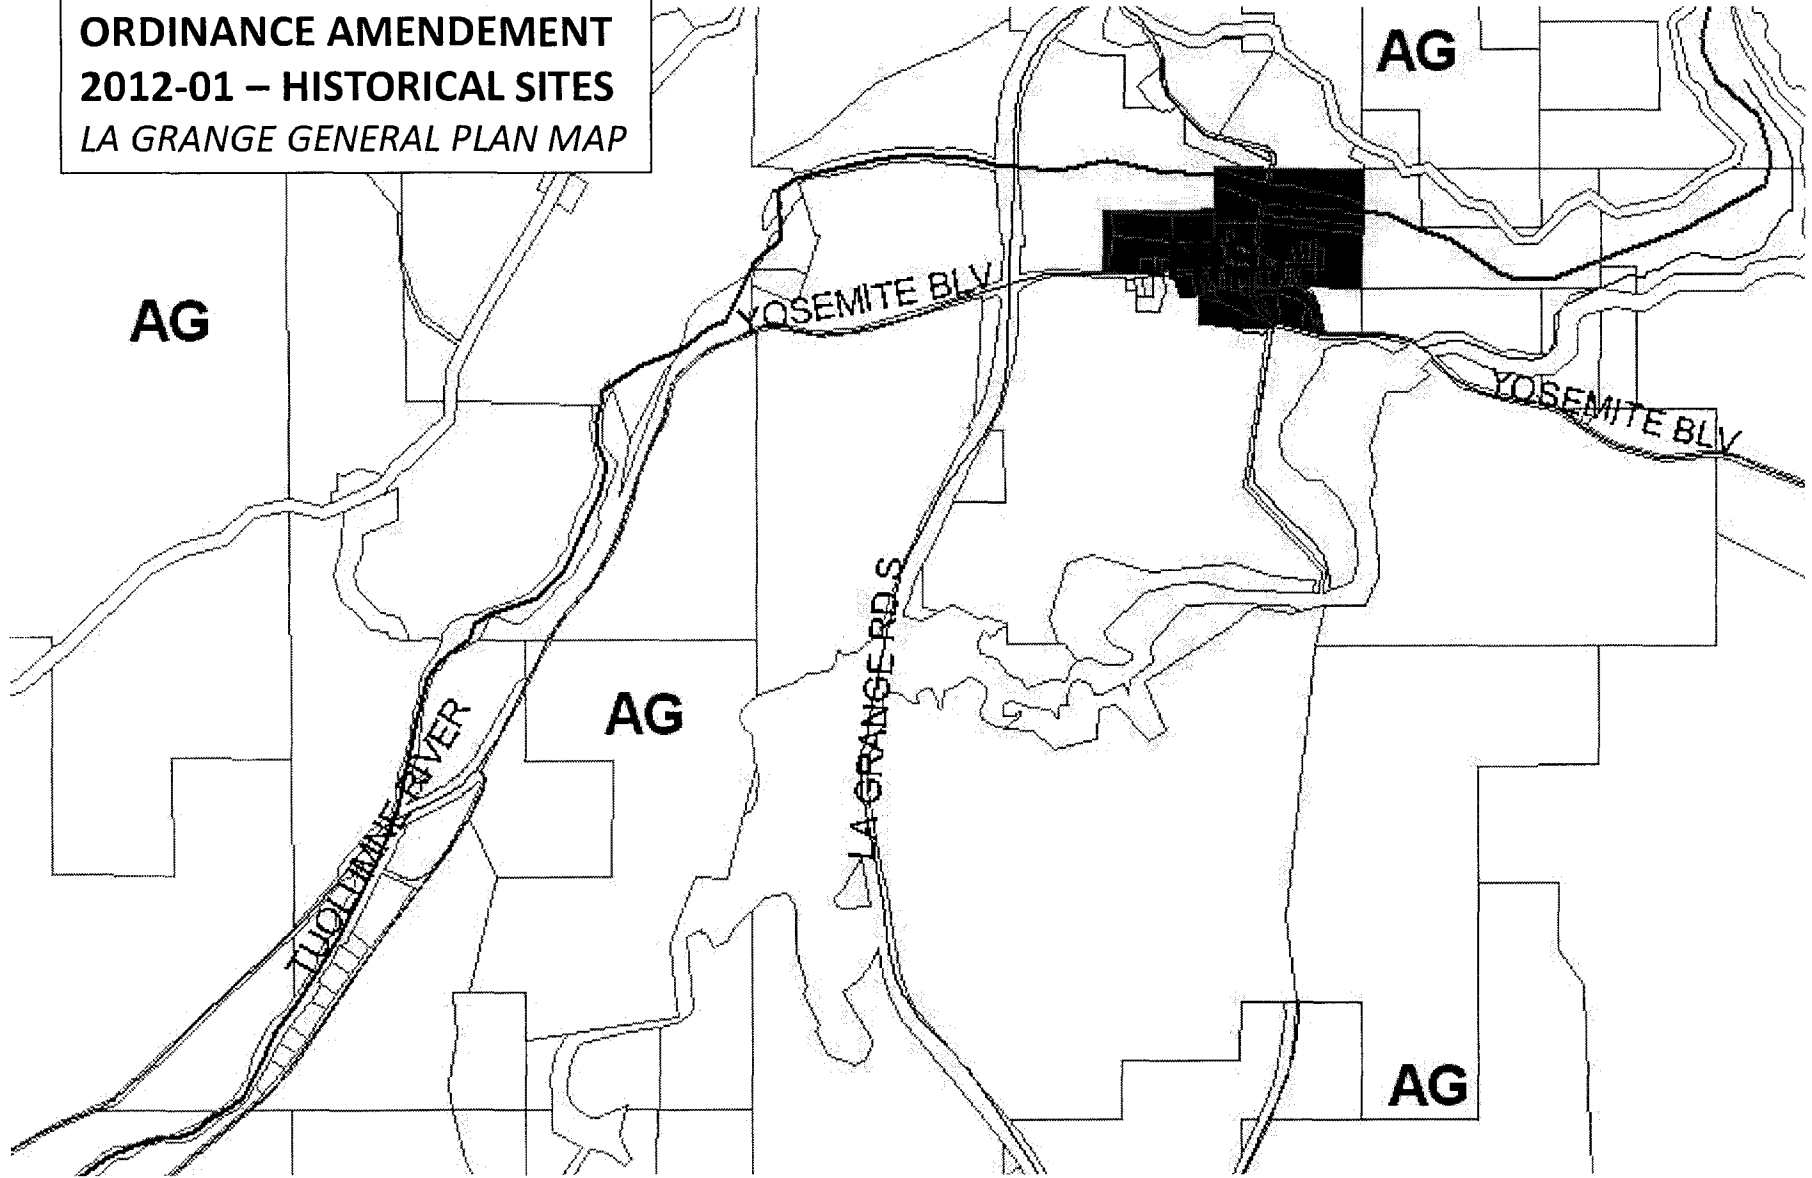 ORDINANCE AMENDEMENT
2012-01 – HISTORICAL SITES
LA GRANGE GENERAL PLAN MAP
AG
AG
YOSEMITE BLV
YOSEMITE BLV
LA GRANGE RD S
AG
TUOLUMNE RIVER
AG